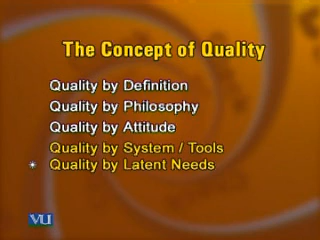 The Concept of Quality
Quality by Definition
Quality by Philosophy
Quality by Attitude
Quality by System / Tools
Quality by Latent Needs
VU